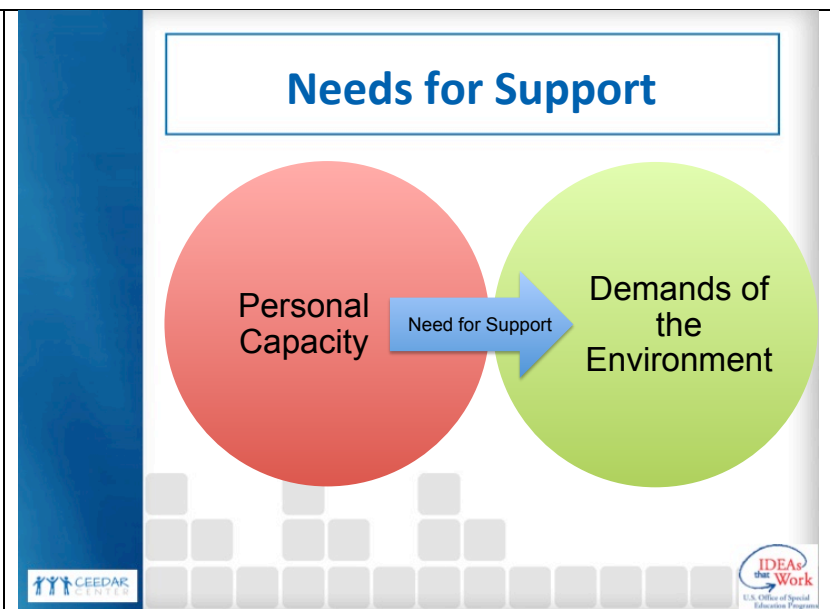 Needs for Support
Personal
Capacity
Need for Support
Demands of
the
Environment
CEEDAR
CENTER
IDEAs
that Work
U.S. Office of Special
Education Programs